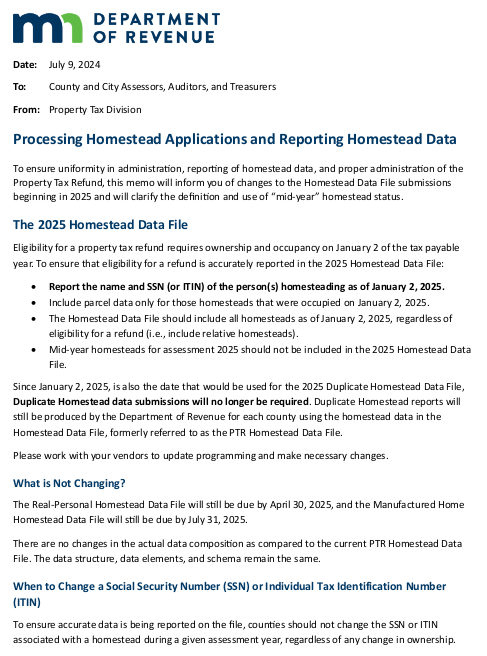 DEPARTMENT
OF REVENUE
Date: July 9, 2024
To: County and City Assessors, Auditors, and Treasurers
From: Property Tax Division
Processing Homestead Applications and Reporting Homestead Data
To ensure uniformity in administration, reporting of homestead data, and proper administration of the
Property Tax Refund, this memo will inform you of changes to the Homestead Data File submissions
beginning in 2025 and will clarify the definition and use of “mid-year” homestead status.
The 2025 Homestead Data File
Eligibility for a property tax refund requires ownership and occupancy on January 2 of the tax payable
year. To ensure that eligibility for a refund is accurately reported in the 2025 Homestead Data File:
• Report the name and SSN (or ITIN) of the person(s) homesteading as of January 2, 2025.
• Include parcel data only for those homesteads that were occupied on January 2, 2025.
• The Homestead Data File should include all homesteads as of January 2, 2025, regardless of
eligibility for a refund (i.e., include relative homesteads).
• Mid-year homesteads for assessment 2025 should not be included in the 2025 Homestead Data
File.
Since January 2, 2025, is also the date that would be used for the 2025 Duplicate Homestead Data File,
Duplicate Homestead data submissions will no longer be required. Duplicate Homestead reports will
still be produced by the Department of Revenue for each county using the homestead data in the
Homestead Data File, formerly referred to as the PTR Homestead Data File.
Please work with your vendors to update programming and make necessary changes.
What is Not Changing?
The Real-Personal Homestead Data File will still be due by April 30, 2025, and the Manufactured Home
Homestead Data File will still be due by July 31, 2025.
There are no changes in the actual data composition as compared to the current PTR Homestead Data
File. The data structure, data elements, and schema remain the same.
When to Change a Social Security Number (SSN) or Individual Tax Identification Number
(ITIN)
To ensure accurate data is being reported on the file, counties should not change the SSN or ITIN
associated with a homestead during a given assessment year, regardless of any change in ownership.